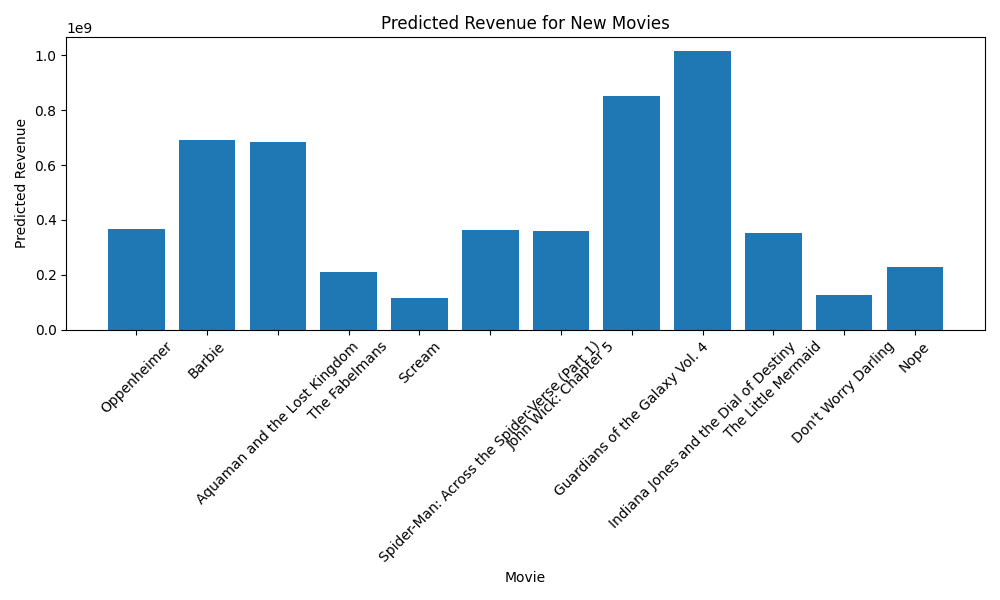 Predicted Revenue for New Movies
1e9
1.0
0.8
0.6
0.4
0.2
0.0
Predicted Revenue
Oppenheimer
Barbie
Aquaman and the Lost Kingdom
The Fabelmans
Scream
Spider-Man: Across the Spider-Verse (Part 1)
John Wick: Chapter 5
Guardians of the Galaxy Vol. 4
Indiana Jones and the Dial of Destiny
The Little Mermaid
Don't Worry Darling
Nope
Movie